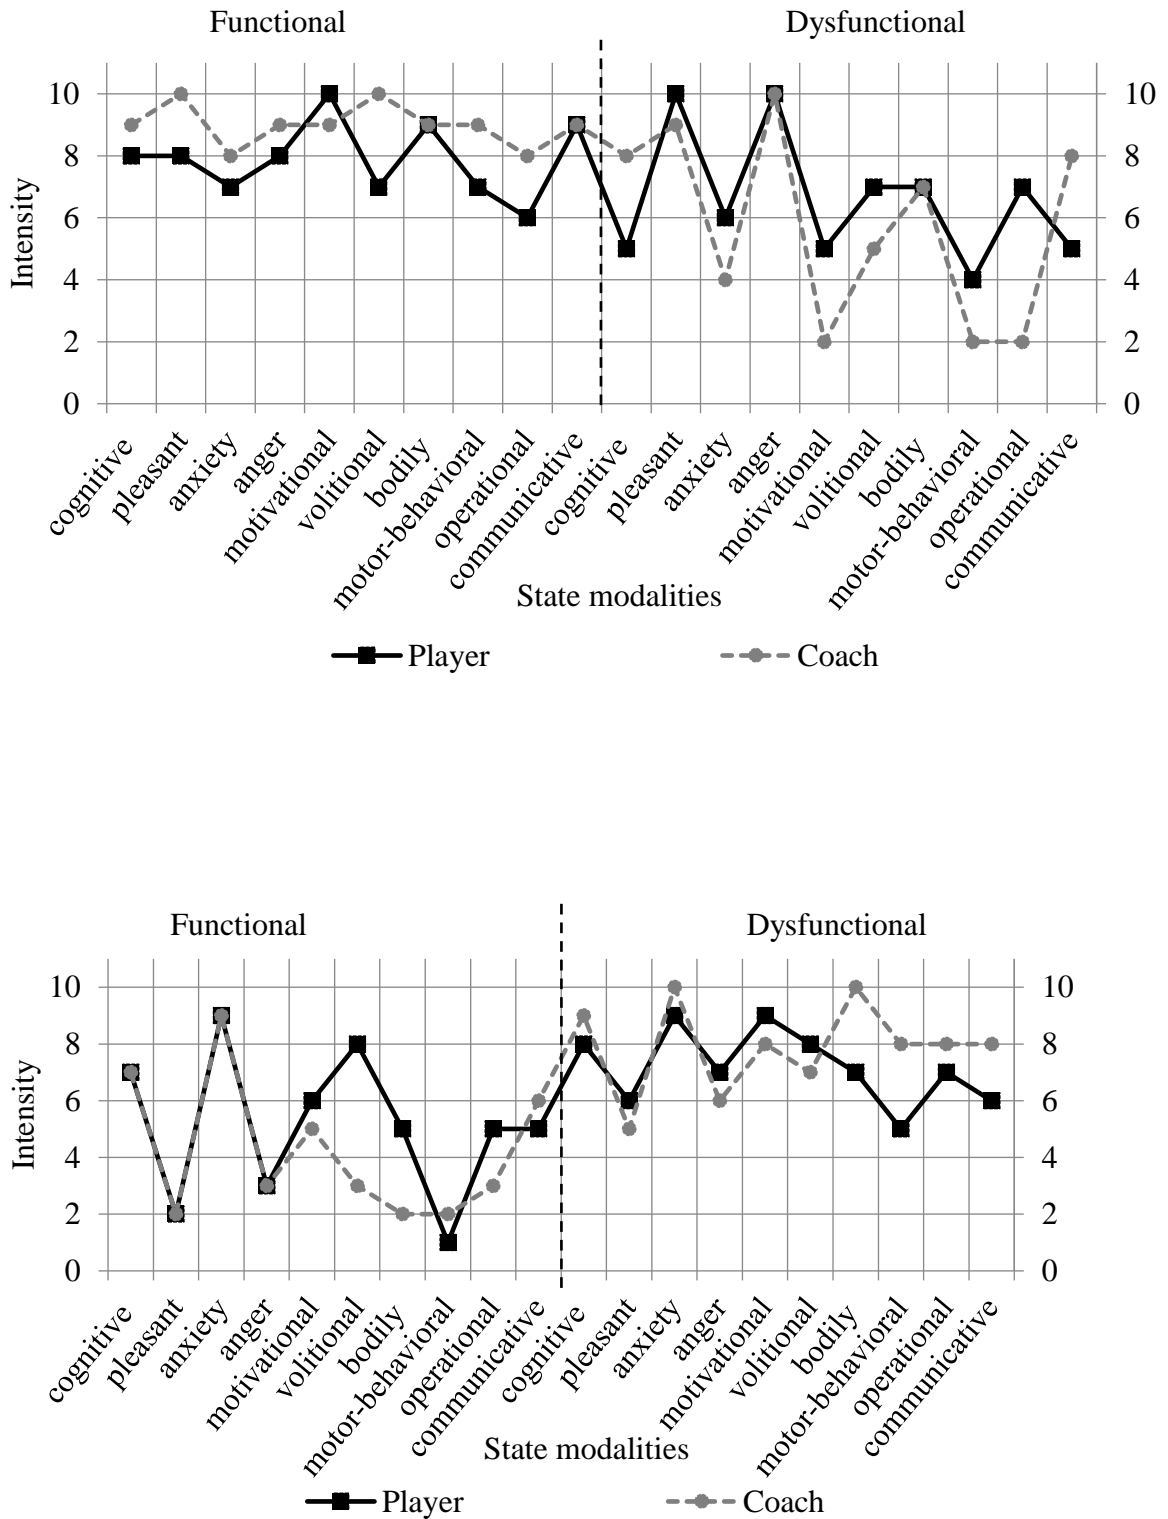 Functional Dysfunctional
10 10
8 8
6 6
4 4
2 2
0 0
Intensity
cognitive
pleasant
anxiety
anger
motivational
volitional
bodily
motor-behavioral
operational
communicative
cognitive
pleasant
anxiety
anger
motivational
volitional
bodily
motor-behavioral
operational
communicative
State modalities
Player Coach
Functional Dysfunctional
10 10
8 8
6 6
4 4
2 2
0 0
Intensity
cognitive
pleasant
anxiety
anger
motivational
volitional
bodily
motor-behavioral
operational
communicative
cognitive
pleasant
anxiety
anger
motivational
volitional
bodily
motor-behavioral
operational
communicative
State modalities
Player Coach